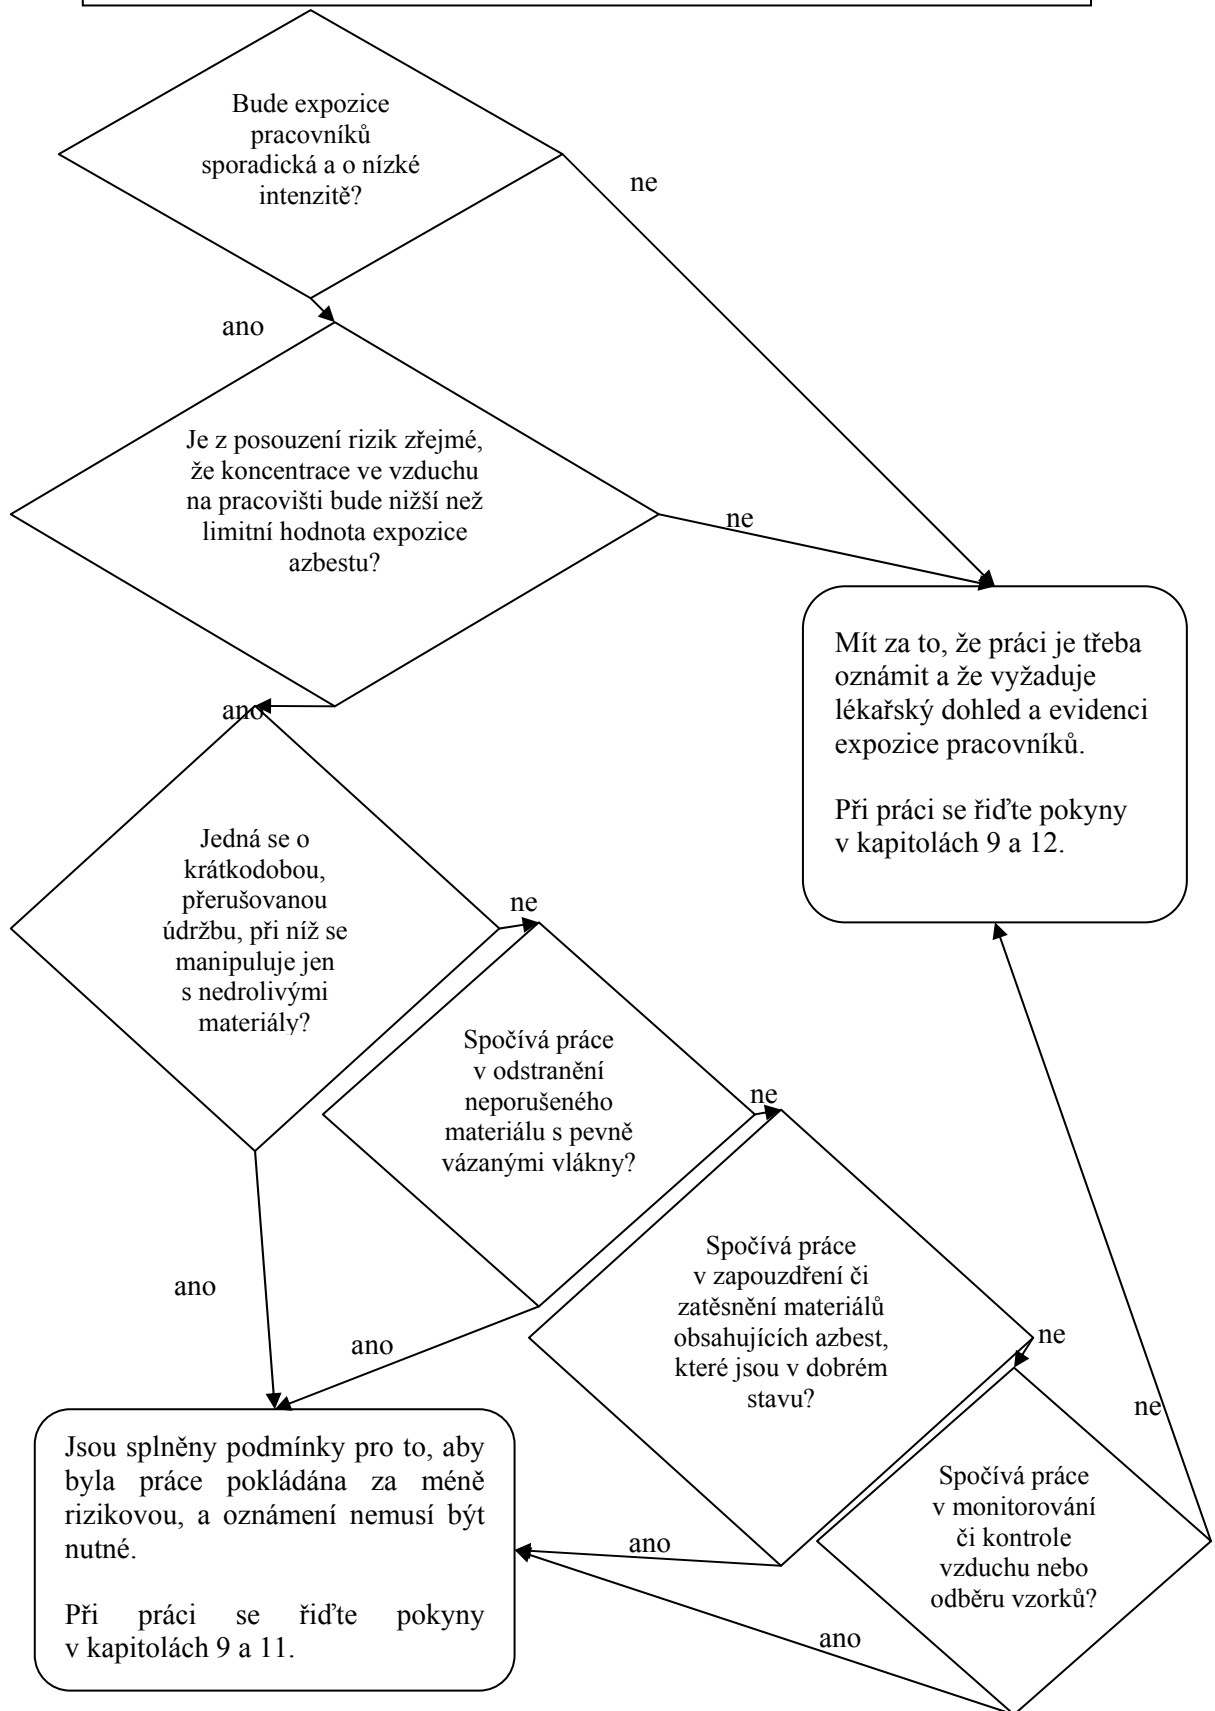 Bude expozice
pracovníků
sporadická a o nízké
intenzitě?
ne
ano
Je z posouzení rizik zřejmé,
že koncentrace ve vzduchu
na pracovišti bude nižší než
limitní hodnota expozice
azbestu?
ne
Mít za to, že práci je třeba
oznámit a že vyžaduje
lékařský dohled a evidenci
expozice pracovníků.
Při práci se řiďte pokyny
v kapitolách 9 a 12.
ano
Jedná se o
krátkodobou,
přerušovanou
údržbu, při níž se
manipuluje jen
s nedrolivými
materiály?
ne
Spočívá práce
v odstranění
neporušeného
materiálu s pevně
vázanými vlákny?
ne
Spočívá práce
v zapouzdření či
zatěsnění materiálů
obsahujících azbest,
které jsou v dobrém
stavu?
ano
ano
ne
ne
Jsou splněny podmínky pro to, aby
byla práce pokládána za méně
rizikovou, a oznámení nemusí být
nutné.
Při práci se řiďte pokyny
v kapitolách 9 a 11.
Spočívá práce
v monitorování
či kontrole
vzduchu nebo
odběru vzorků?
ano
ano